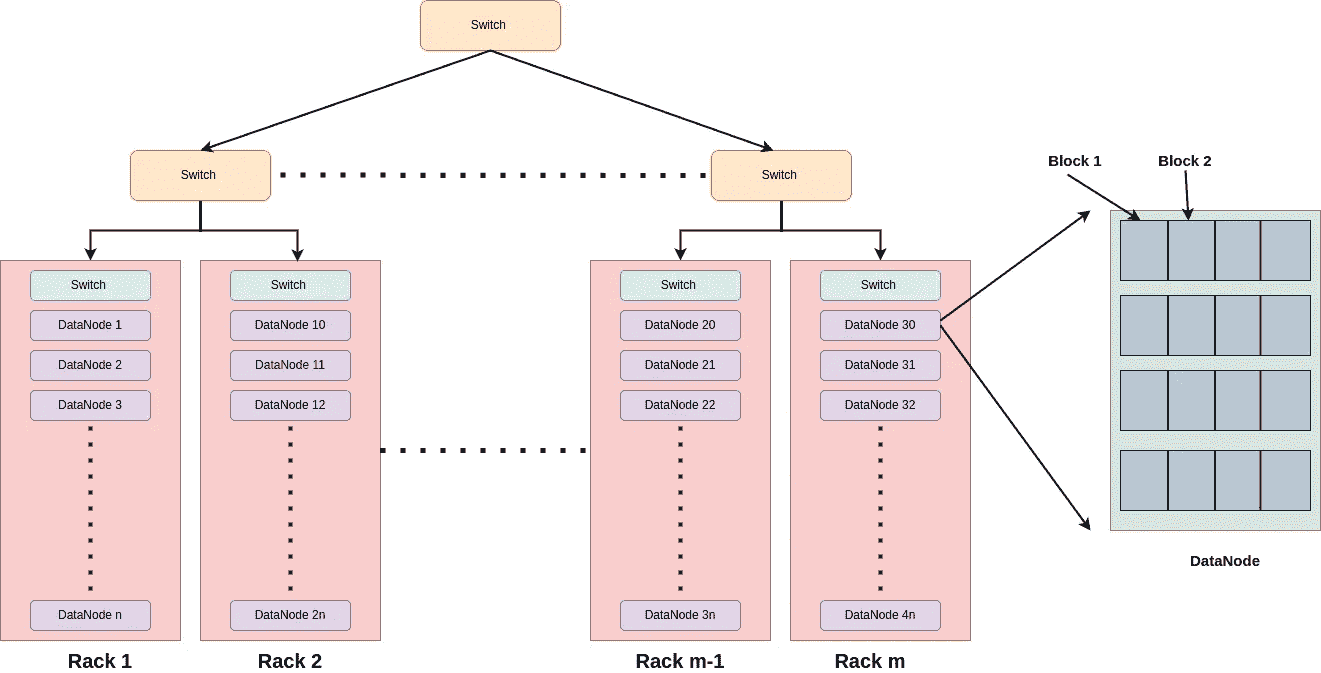 Switch
Switch
Switch
Block 1
Block 2
Switch
DataNode 1
DataNode 2
DataNode 3
DataNode n
Rack 1
Switch
DataNode 10
DataNode 11
DataNode 12
DataNode 2n
Rack 2
Switch
DataNode 20
DataNode 21
DataNode 22
DataNode 3n
Rack m-1
Switch
DataNode 30
DataNode 31
DataNode 32
DataNode 4n
Rack m
DataNode